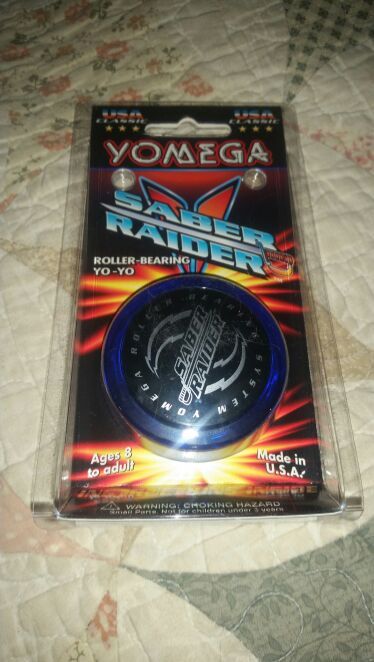 USA USA
CLASSIC CLASSIC
YOMEGA
SABER
RAIDER
ROLLER-BEARING
YO-YO
YOMEGA ROLLER BEARING SYSTEM
SABER
RAIDER
Ages 8
to adult
Made in
U.S.A.
WARNING: CHOKING HAZARD
Small Parts. Not for children under 3 years